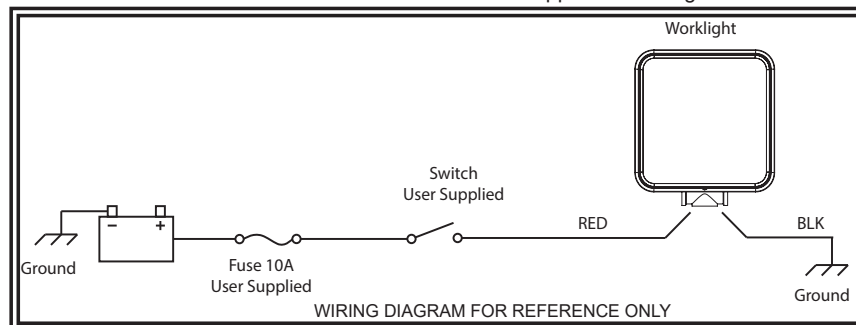 Worklight
Switch
User Supplied
RED
BLK
- +
Ground
Fuse 10A
User Supplied
Ground
WIRING DIAGRAM FOR REFERENCE ONLY